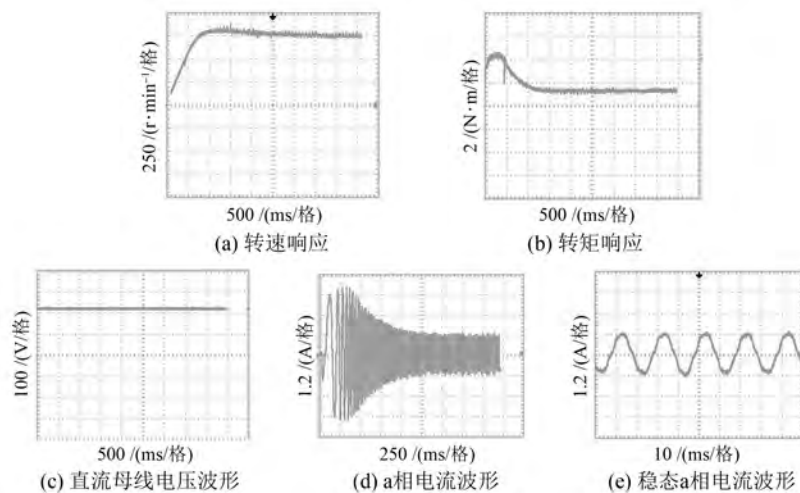 250 /(r·min⁻¹/格)
500 /(ms/格)
(a) 转速响应
2 /(N·m/格)
500 /(ms/格)
(b) 转矩响应
100 /(V/格)
500 /(ms/格)
(c) 直流母线电压波形
1.2 /(A/格)
250 /(ms/格)
(d) a相电流波形
1.2 /(A/格)
10 /(ms/格)
(e) 稳态a相电流波形